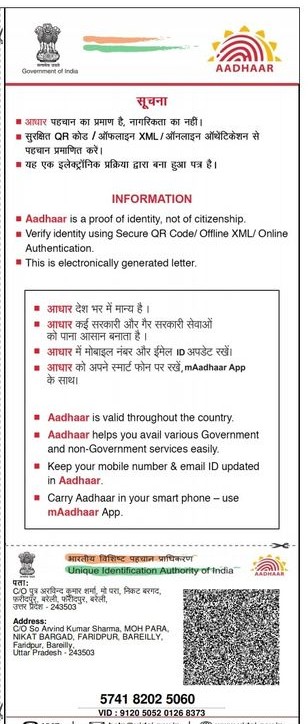 Government of India
AADHAAR
सूचना
आधार पहचान का प्रमाण है, नागरिकता का नहीं।
सुरक्षित QR कोड / ऑफलाइन XML / ऑनलाइन ऑथेंटिकेशन से
पहचान प्रमाणित करें।
यह एक इलेक्ट्रॉनिक प्रक्रिया द्वारा बना हुआ पत्र है।
INFORMATION
Aadhaar is a proof of identity, not of citizenship.
Verify identity using Secure QR Code/ Offline XML/ Online
Authentication.
This is electronically generated letter.
आधार देश भर में मान्य है ।
आधार कई सरकारी और गैर सरकारी सेवाओं
को पाना आसान बनाता है ।
आधार में मोबाइल नंबर और ईमेल ID अपडेट रखें।
आधार को अपने स्मार्ट फोन पर रखें, mAadhaar App
के साथ।
Aadhaar is valid throughout the country.
Aadhaar helps you avail various Government
and non-Government services easily.
Keep your mobile number & email ID updated
in Aadhaar.
Carry Aadhaar in your smart phone – use
mAadhaar App.
भारतीय विशिष्ट पहचान प्राधिकरण
Unique Identification Authority of India
AADHAAR
पता:
C/O पुत्र अरविन्द कुमार शर्मा, मो परा, निकट बरगद,
फ़रीदपुर, बरेली, फरीदपुर, बरेली,
उत्तर प्रदेश - 243503
Address:
C/O So Arvind Kumar Sharma, MOH PARA,
NIKAT BARGAD, FARIDPUR, BAREILLY,
Faridpur, Bareilly,
Uttar Pradesh - 243503
5741 8202 5060
VID : 9120 5052 0126 8373